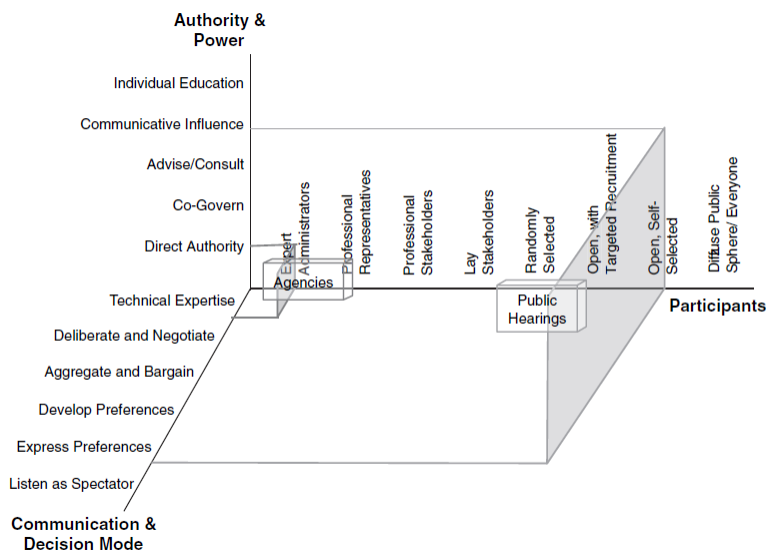 Authority &
Power
Individual Education
Communicative Influence
Advise/Consult
Co-Govern
Direct Authority
Expert
Administrators
Professional
Representatives
Professional
Stakeholders
Lay
Stakeholders
Randomly
Selected
Open, with
Targeted Recruitment
Open, Self-
Selected
Diffuse Public
Sphere/ Everyone
Agencies
Public
Hearings
Participants
Technical Expertise
Deliberate and Negotiate
Aggregate and Bargain
Develop Preferences
Express Preferences
Listen as Spectator
Communication &
Decision Mode